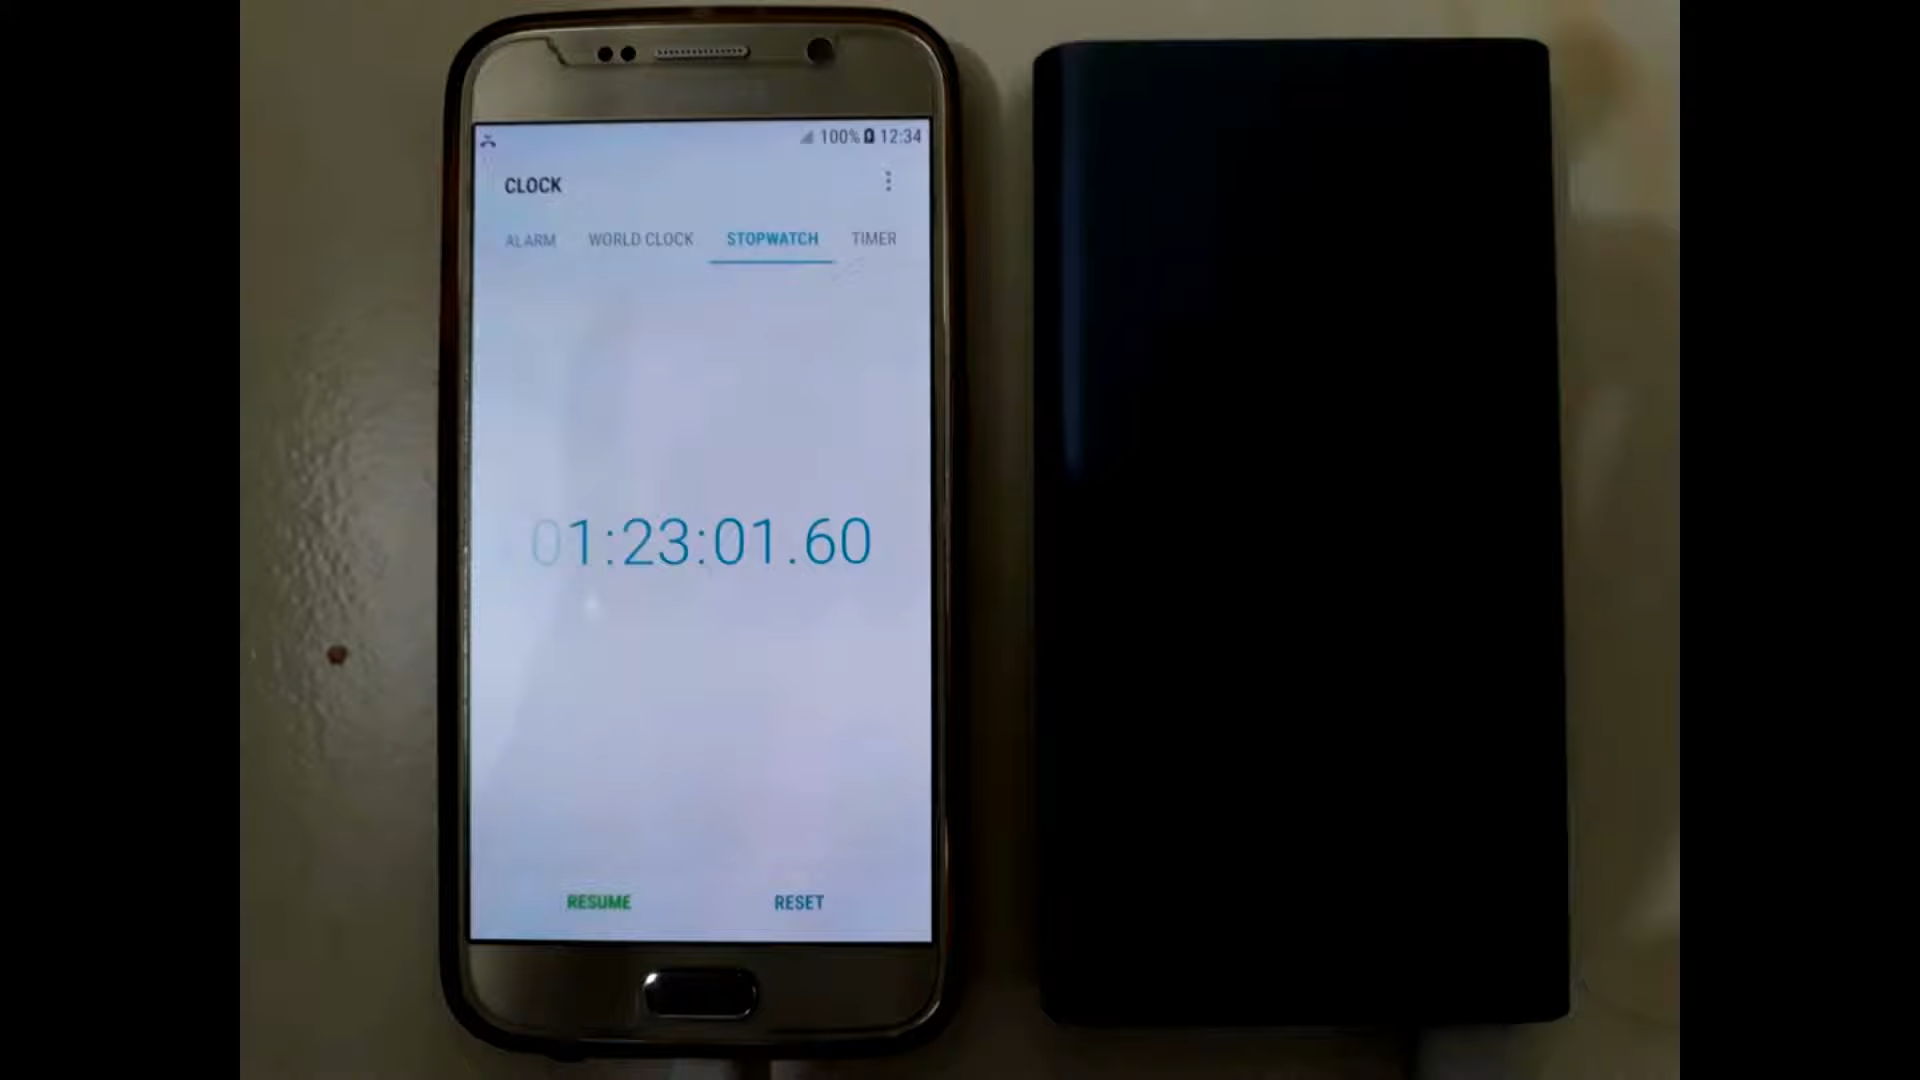 100% 12:34
CLOCK
ALARM WORLD CLOCK STOPWATCH TIMER
01:23:01.60
RESUME RESET